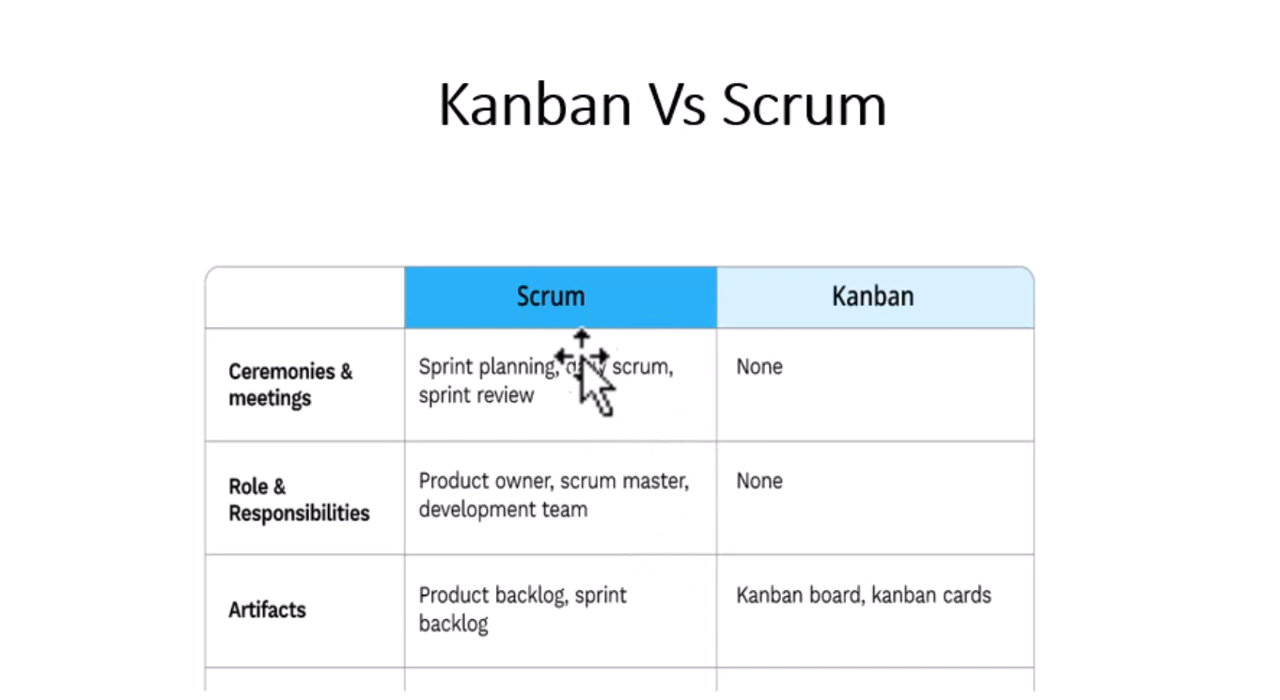 Kanban Vs Scrum
Scrum
Kanban
Ceremonies &
meetings
Sprint planning, scrum,
sprint review
None
Role &
Responsibilities
Product owner, scrum master,
development team
None
Artifacts
Product backlog, sprint
backlog
Kanban board, kanban cards